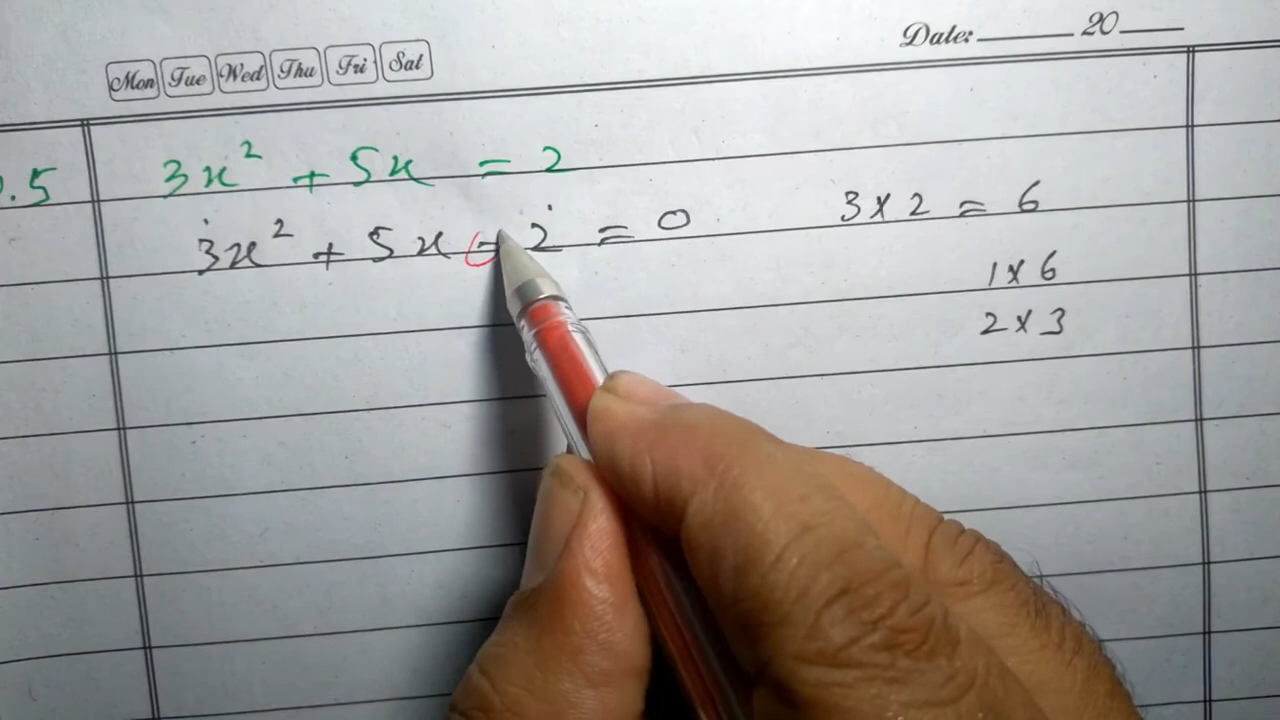 Mon Tue Wed Thu Fri Sat
Date: 20
.5 3x² + 5x = 2
3x² + 5x - 2 = 0
3 × 2 = 6
1 × 6
2 × 3